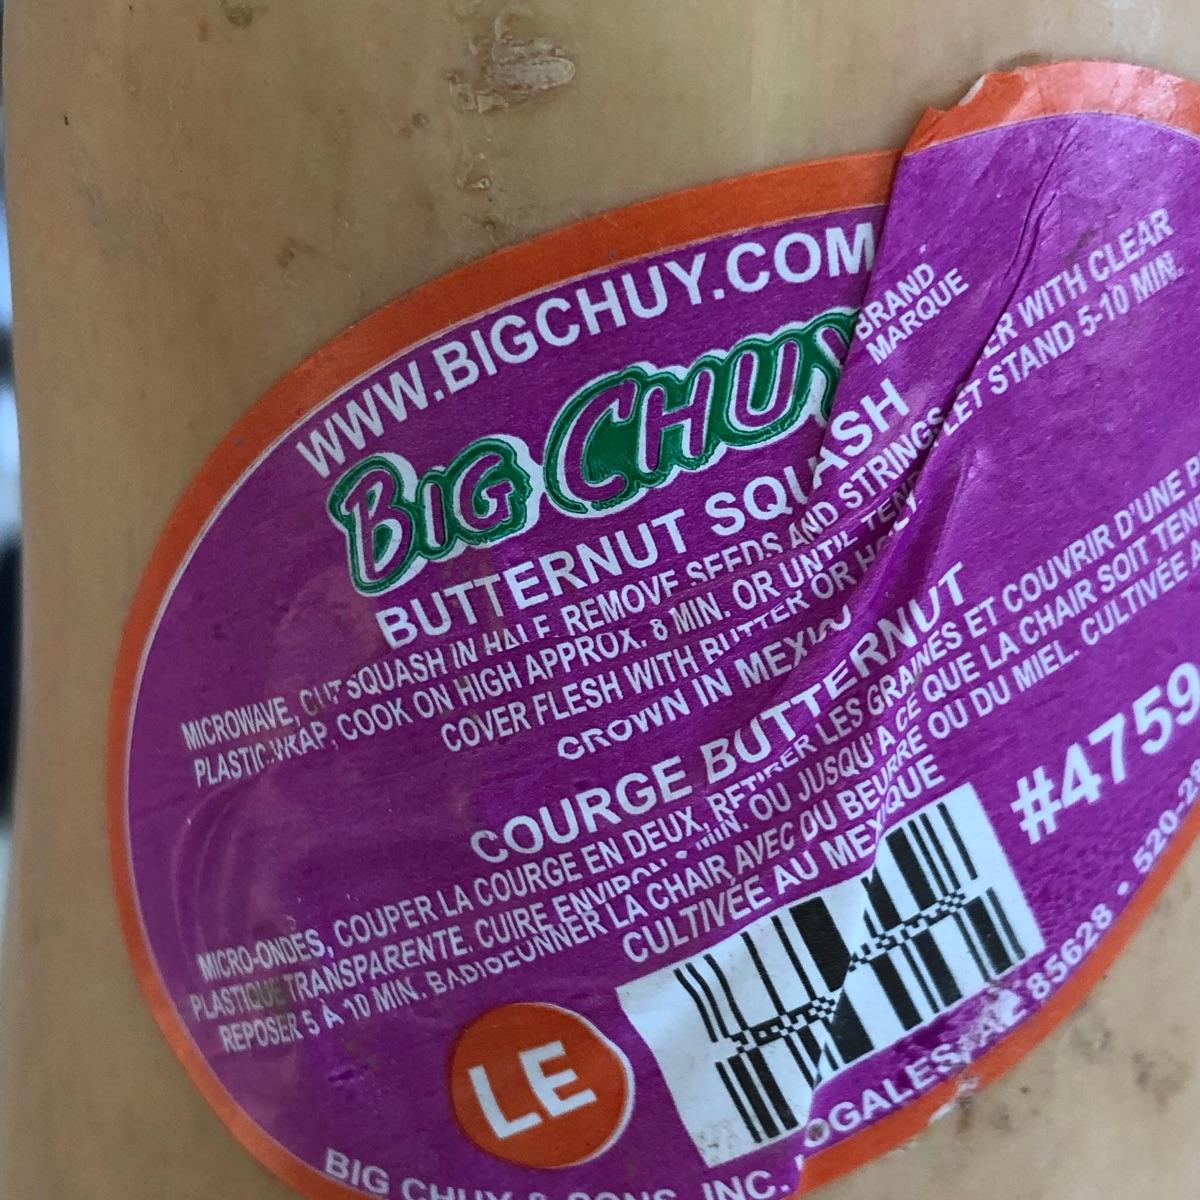 WWW.BIGCHUY.COM
BIG CHUY
BRAND
MARQUE
BUTTERNUT SQUASH
MICROWAVE, CUT SQUASH IN HALF REMOVE SEEDS AND STRINGS ER WITH CLEAR
PLASTIC WRAP, COOK ON HIGH APPROX. 8 MIN. OR UNTIL TEN LET STAND 5-10 MIN.
COVER FLESH WITH BUTTER OR
GROWN IN MEXI
COURGE BUTTERNUT
MICRO-ONDES, COUPER LA COURGE EN DEUX, RETIRER LES GRAINES ET COUVRIR D'UNE
PLASTIQUE TRANSPARENTE. CUIRE ENVIRON MIN. OU JUSQU'A CE QUE LA CHAIR SOIT TEN
REPOSER 5 À 10 MIN. BADIGEONNER LA CHAIR AVEC DU BEURRE OU DU MIEL. CULTIVÉE
CULTIVÉE AU MEXIQUE
#4759
LE
BIG CHUY & SONS, INC. OGALES, AZ 85628 • 520-28